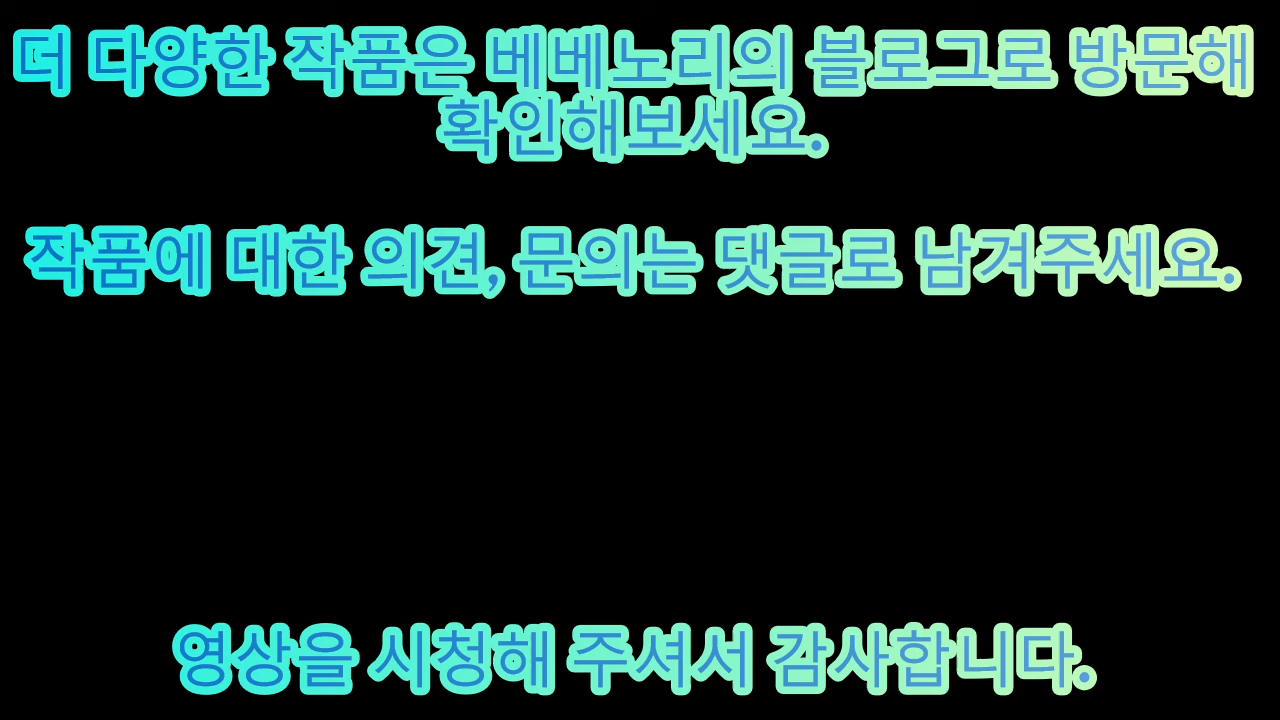 더 다양한 작품은 베베노리의 블로그로 방문해
확인해보세요.
작품에 대한 의견, 문의는 댓글로 남겨주세요.
영상을 시청해 주셔서 감사합니다.